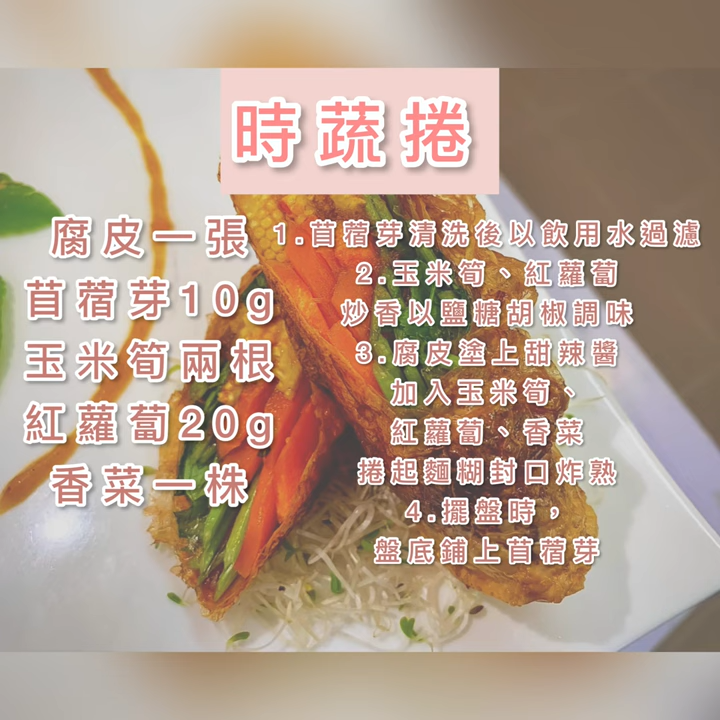 時蔬捲
腐皮一張
苜蓿芽10g
玉米筍兩根
紅蘿蔔20g
香菜一株
1.苜蓿芽清洗後以飲用水過濾
2.玉米筍、紅蘿蔔
炒香以鹽糖胡椒調味
3.腐皮塗上甜辣醬
加入玉米筍、
紅蘿蔔、香菜
捲起麵糊封口炸熟
4.擺盤時，
盤底鋪上苜蓿芽